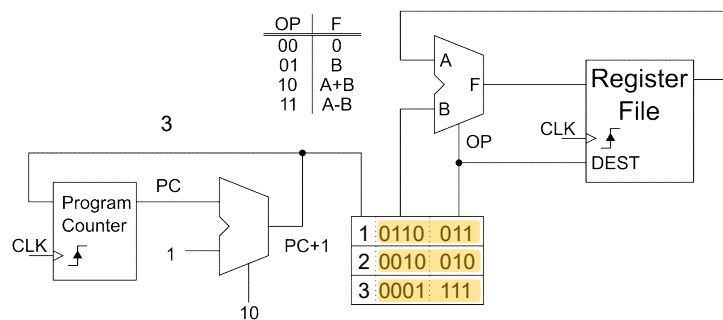 OP F
00 0
01 B
10 A+B
11 A-B
3
A
B
F
OP
Register
File
CLK
DEST
Program
Counter
CLK
PC
1
PC+1
10
1 0110 011
2 0010 010
3 0001 111